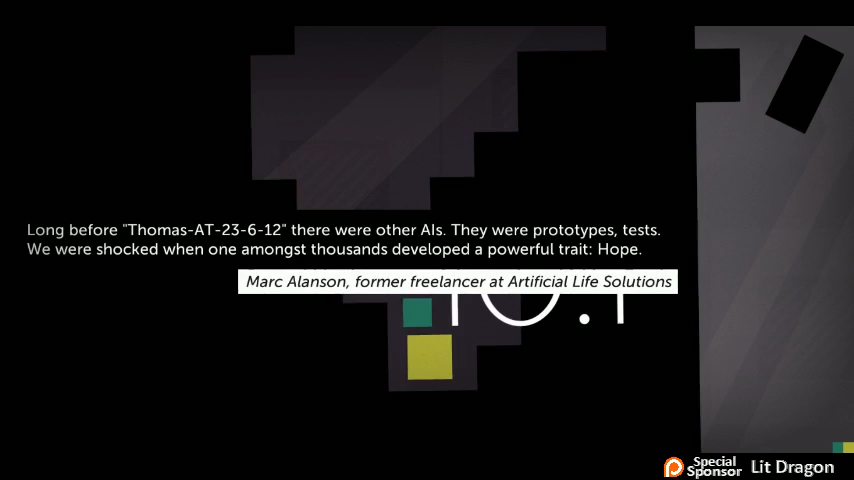 Long before "Thomas-AT-23-6-12" there were other AIs. They were prototypes, tests.
We were shocked when one amongst thousands developed a powerful trait: Hope.
Marc Alanson, former freelancer at Artificial Life Solutions
10.1
Special
Sponsor
Lit Dragon